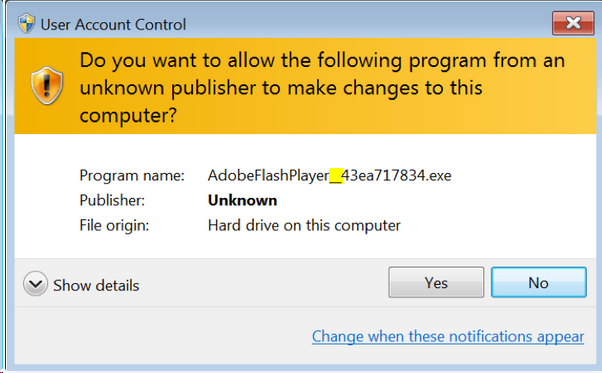 User Account Control
Do you want to allow the following program from an
unknown publisher to make changes to this
computer?
Program name: AdobeFlashPlayer__43ea717834.exe
Publisher: Unknown
File origin: Hard drive on this computer
Show details
Yes
No
Change when these notifications appear